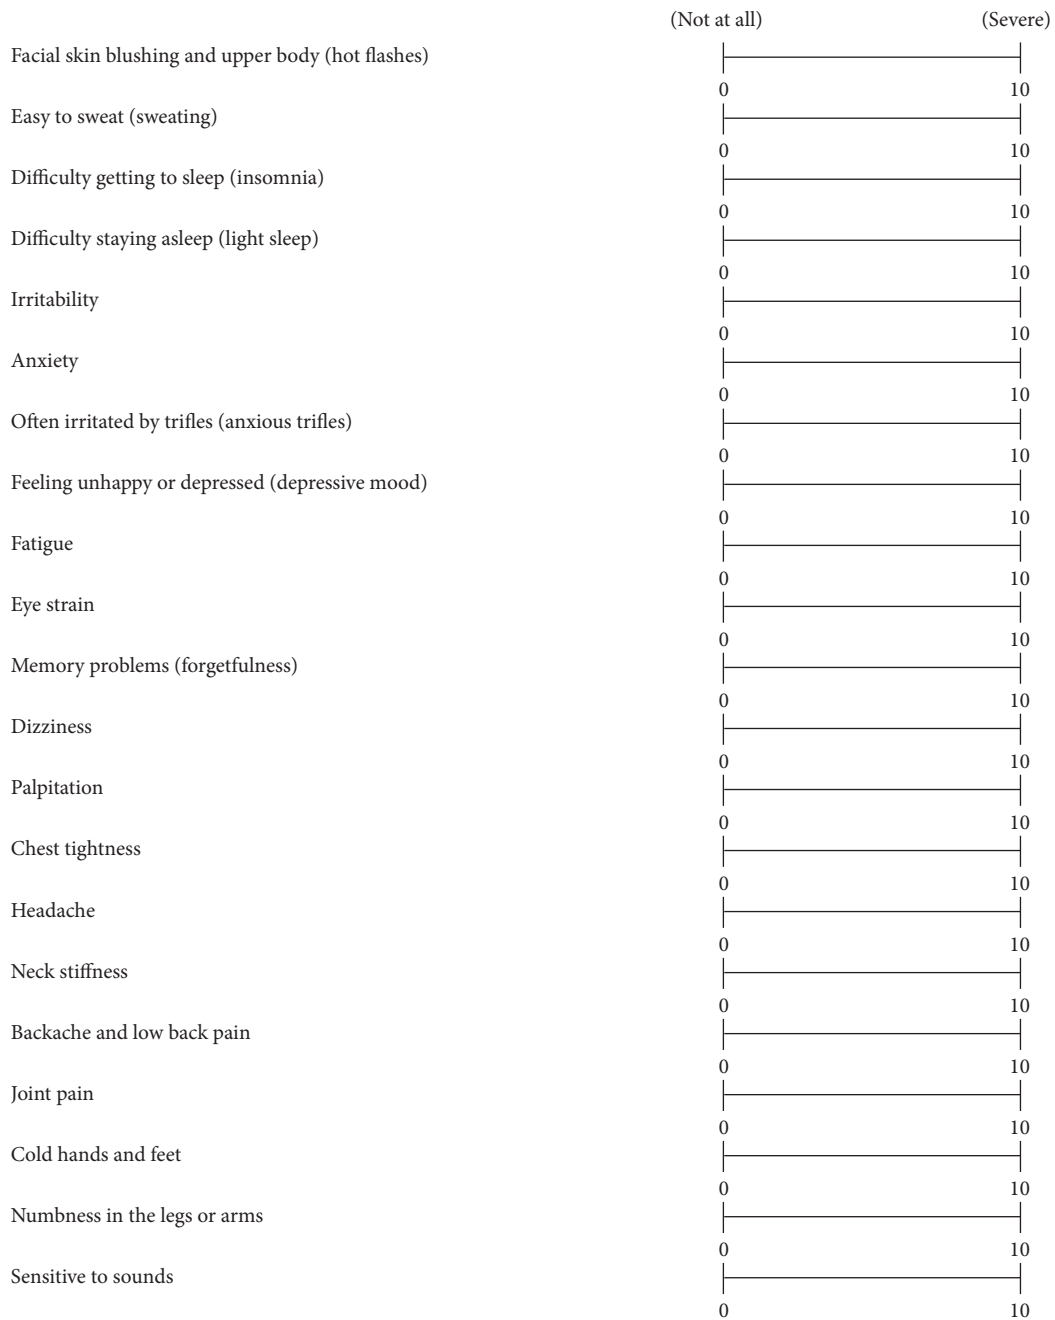 (Not at all) (Severe)
Facial skin blushing and upper body (hot flashes)
0 10
Easy to sweat (sweating)
0 10
Difficulty getting to sleep (insomnia)
0 10
Difficulty staying asleep (light sleep)
0 10
Irritability
0 10
Anxiety
0 10
Often irritated by trifles (anxious trifles)
0 10
Feeling unhappy or depressed (depressive mood)
0 10
Fatigue
0 10
Eye strain
0 10
Memory problems (forgetfulness)
0 10
Dizziness
0 10
Palpitation
0 10
Chest tightness
0 10
Headache
0 10
Neck stiffness
0 10
Backache and low back pain
0 10
Joint pain
0 10
Cold hands and feet
0 10
Numbness in the legs or arms
0 10
Sensitive to sounds
0 10